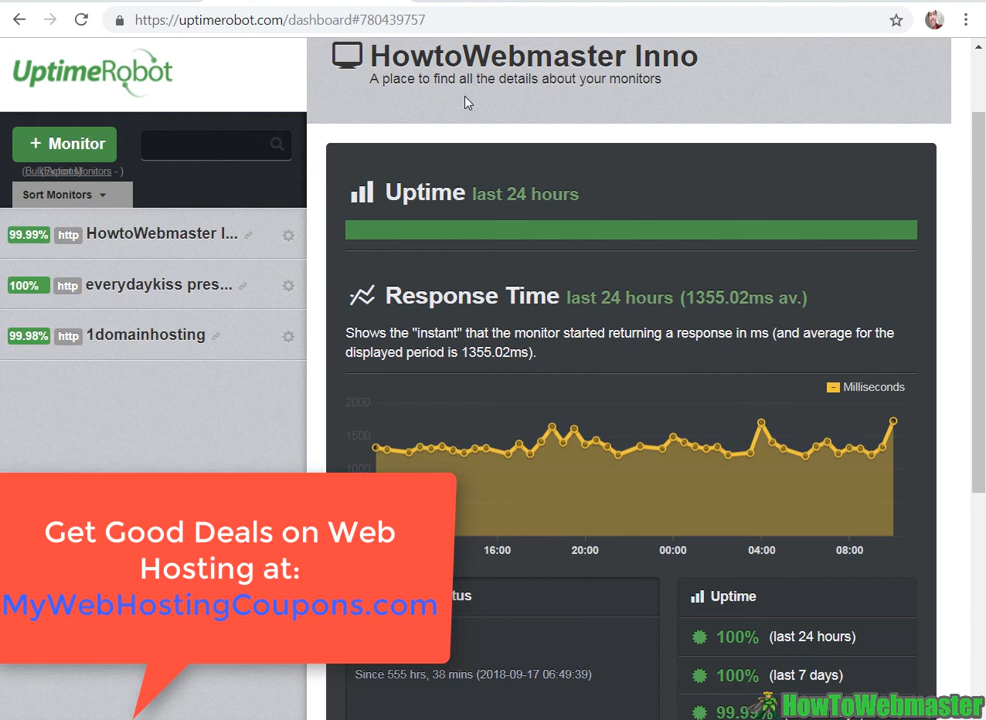 https://uptimerobot.com/dashboard#780439757
UptimeRobot
HowtoWebmaster Inno
A place to find all the details about your monitors
+ Monitor
Sort Monitors
99.99% http HowtoWebmaster I...
100% http everydaykiss pres...
99.98% http 1domainhosting
Uptime last 24 hours
Response Time last 24 hours (1355.02ms av.)
Shows the "instant" that the monitor started returning a response in ms (and average for the
displayed period is 1355.02ms).
Milliseconds
2000
1500
1000
16:00 20:00 00:00 04:00 08:00
Get Good Deals on Web
Hosting at:
MyWebHostingCoupons.com
tus
Since 555 hrs, 38 mins (2018-09-17 06:49:39)
Uptime
100% (last 24 hours)
100% (last 7 days)
99.99%
HowToWebmaster